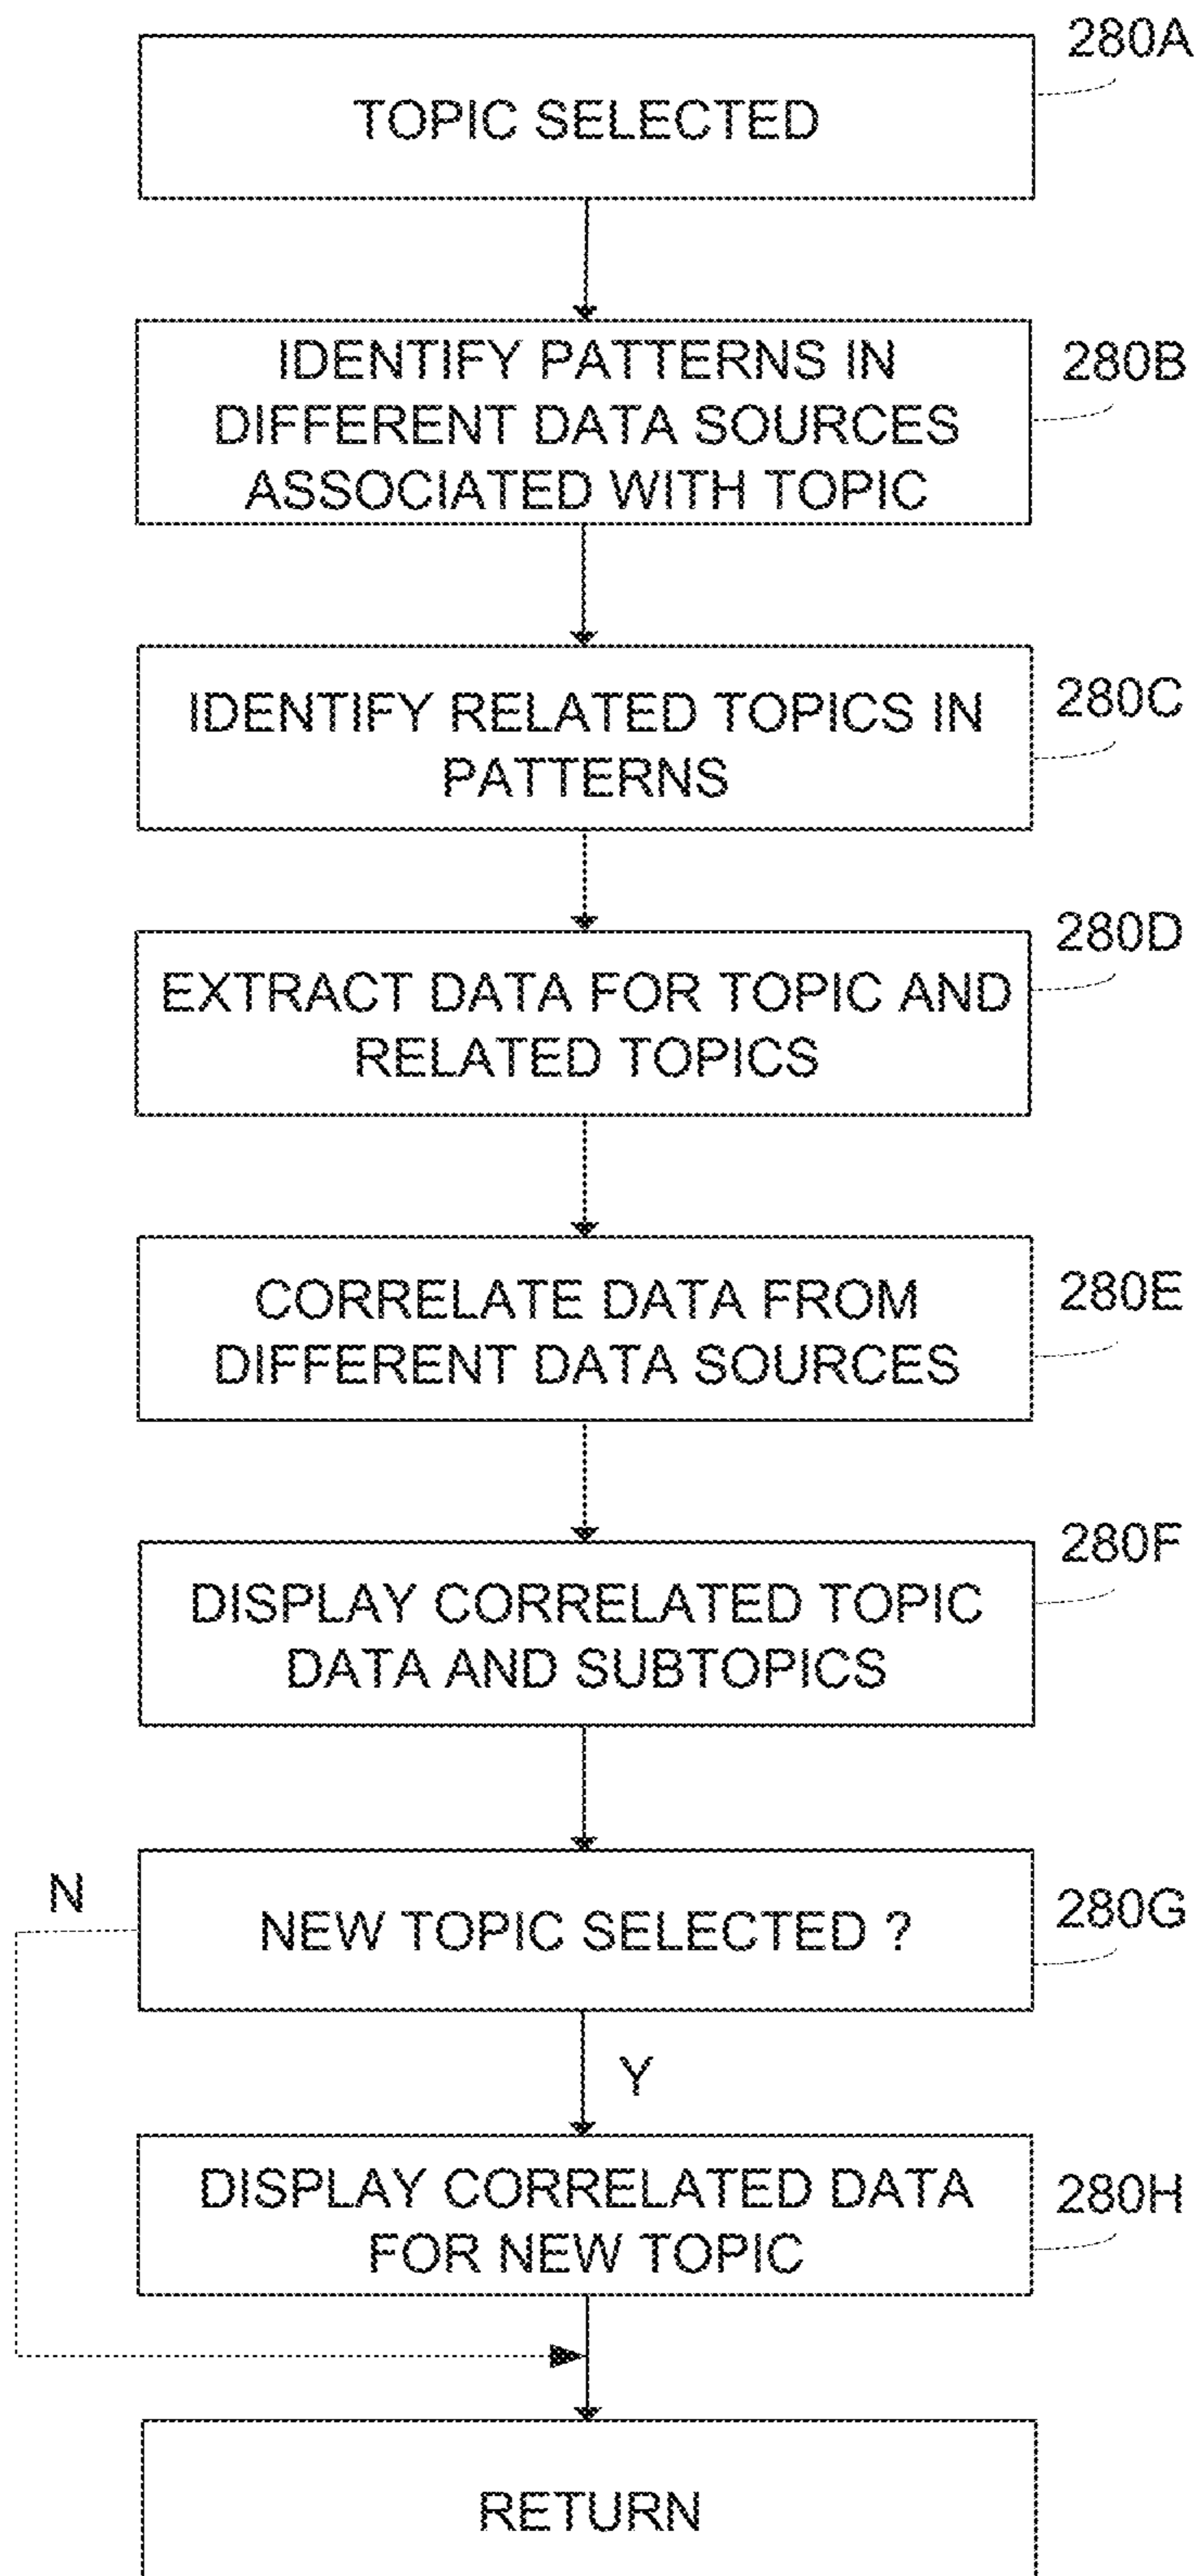 280A
TOPIC SELECTED
280B
IDENTIFY PATTERNS IN
DIFFERENT DATA SOURCES
ASSOCIATED WITH TOPIC
280C
IDENTIFY RELATED TOPICS IN
PATTERNS
280D
EXTRACT DATA FOR TOPIC AND
RELATED TOPICS
280E
CORRELATE DATA FROM
DIFFERENT DATA SOURCES
280F
DISPLAY CORRELATED TOPIC
DATA AND SUBTOPICS
N
280G
NEW TOPIC SELECTED ?
Y
280H
DISPLAY CORRELATED DATA
FOR NEW TOPIC
RETURN